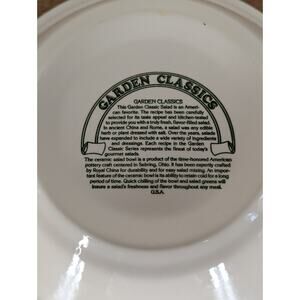 GARDEN CLASSICS
GARDEN CLASSICS
This Garden Classic Salad is an Ameri-
can favorite. The recipe has been carefully
selected for its taste appeal and kitchen-tested
to provide you with a truly fresh, flavor-filled salad.
In ancient China and Rome, a salad was any edible
herb or plant dressed with salt. Over the years, salads
have expanded to include a wide variety of ingredients
and dressings. Each recipe in the Garden
Classic Series represents the finest of today's
gourmet salads.
The ceramic salad bowl is a product of the time-honored American
pottery craft centered in Sebring, Ohio. It has been expertly crafted
by Royal China for durability and for easy salad mixing. An impor-
tant feature of the ceramic bowl is its ability to retain cold for a long
period of time. Quick chilling of the bowl and salad greens will
insure a salad's freshness and flavor throughout any meal.
U.S.A.